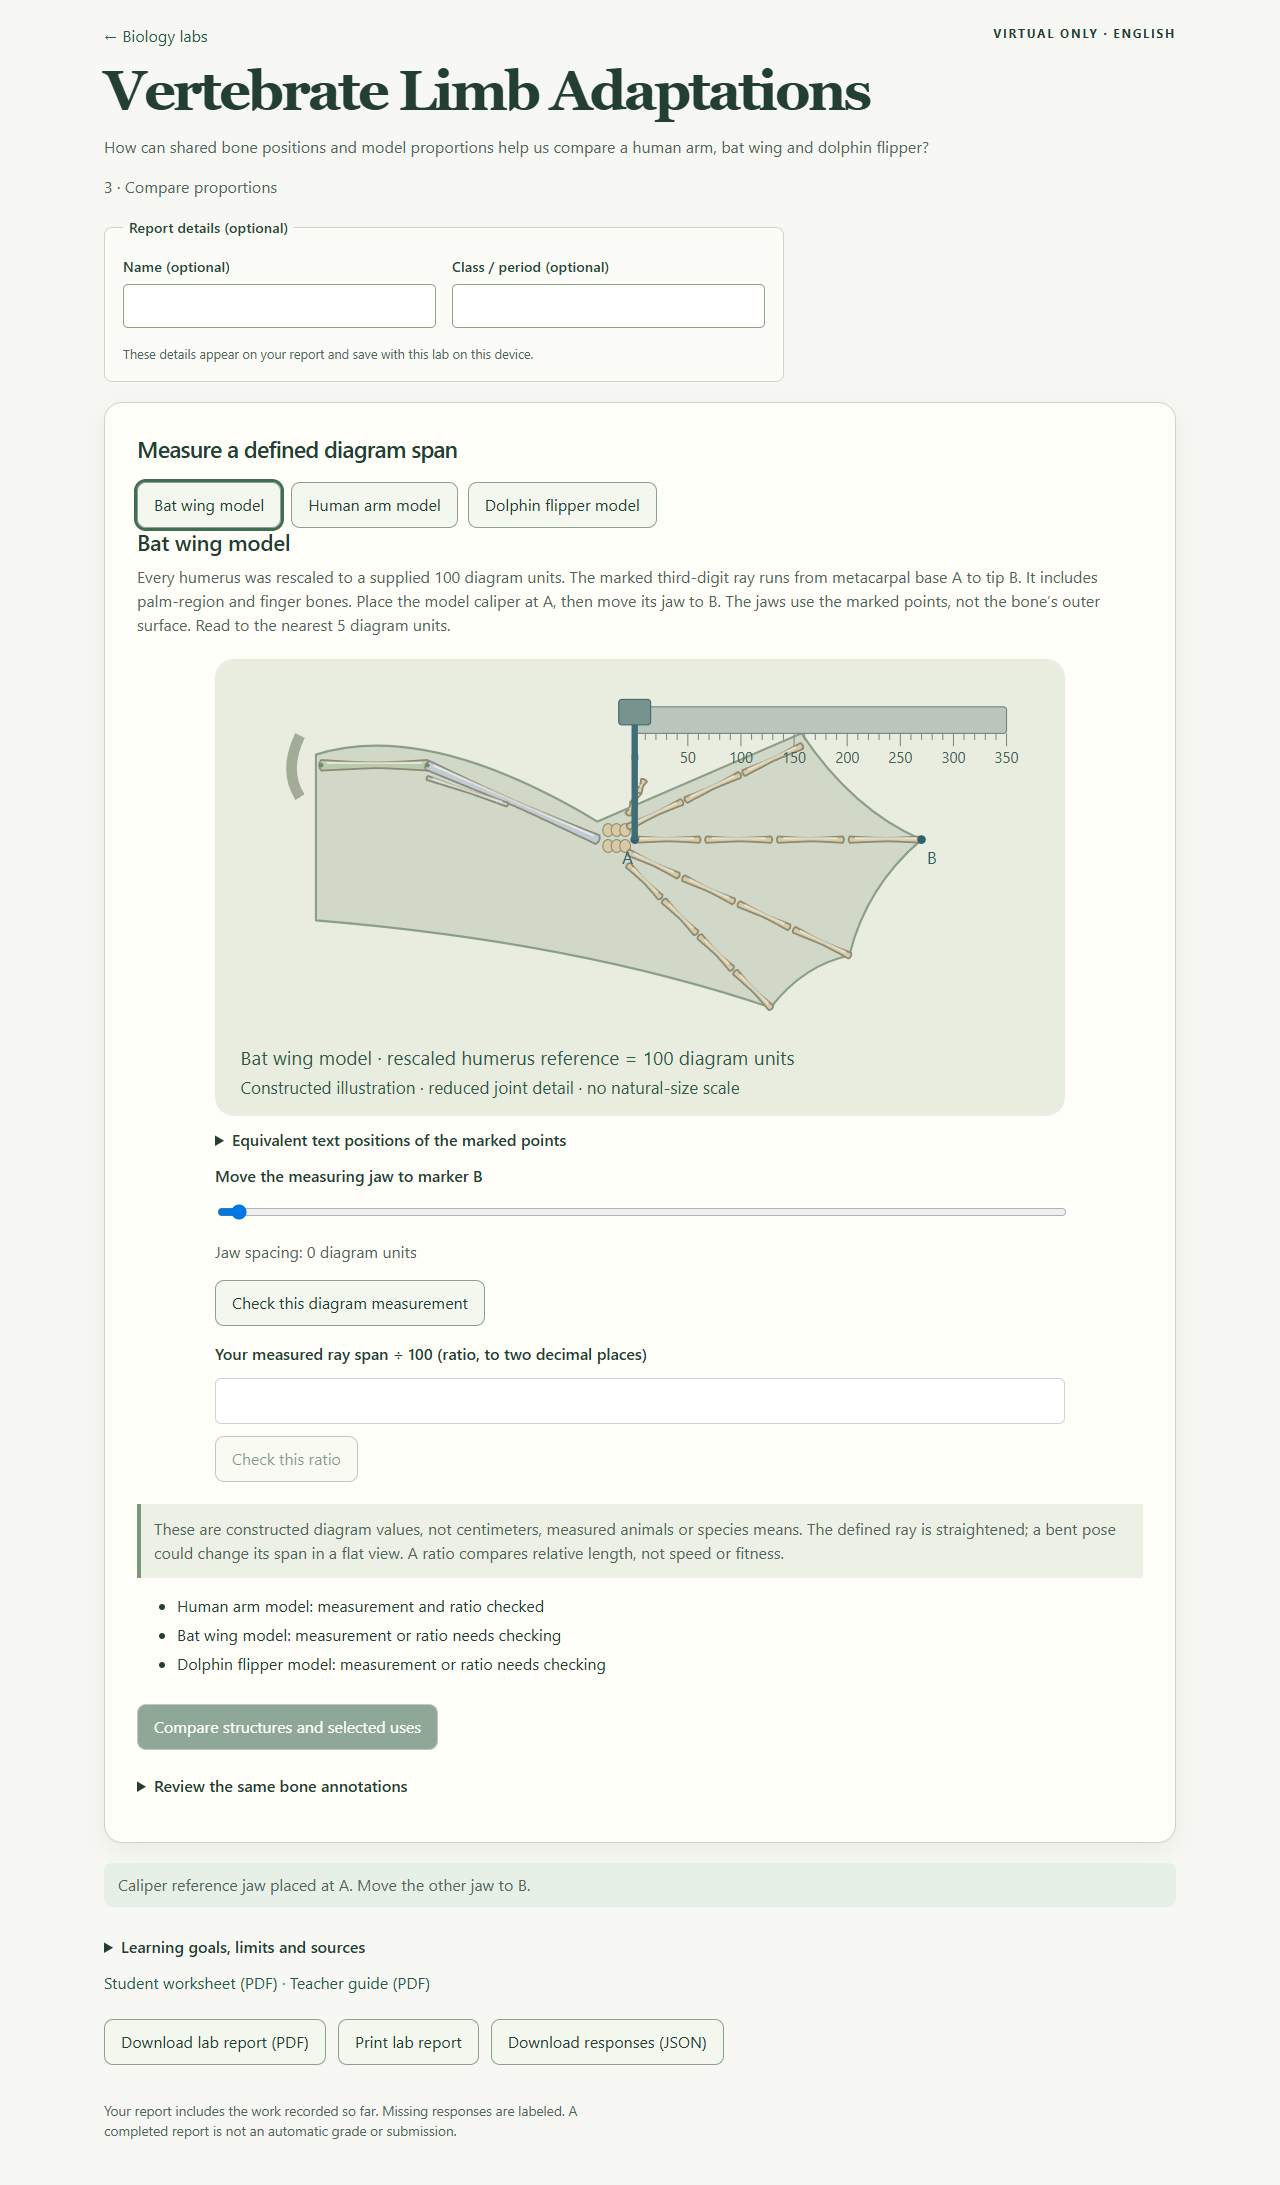 ← Biology labs
VIRTUAL ONLY · ENGLISH
Vertebrate Limb Adaptations
How can shared bone positions and model proportions help us compare a human arm, bat wing and dolphin flipper?
3 · Compare proportions
Report details (optional)
Name (optional)
Class / period (optional)
These details appear on your report and save with this lab on this device.
Measure a defined diagram span
Bat wing model
Human arm model
Dolphin flipper model
Bat wing model
Every humerus was rescaled to a supplied 100 diagram units. The marked third-digit ray runs from metacarpal base A to tip B. It includes
palm-region and finger bones. Place the model caliper at A, then move its jaw to B. The jaws use the marked points, not the bone's outer
surface. Read to the nearest 5 diagram units.
50 100 150 200 250 300 350
A
B
Bat wing model · rescaled humerus reference = 100 diagram units
Constructed illustration · reduced joint detail · no natural-size scale
▶ Equivalent text positions of the marked points
Move the measuring jaw to marker B
Jaw spacing: 0 diagram units
Check this diagram measurement
Your measured ray span ÷ 100 (ratio, to two decimal places)
Check this ratio
These are constructed diagram values, not centimeters, measured animals or species means. The defined ray is straightened; a bent pose
could change its span in a flat view. A ratio compares relative length, not speed or fitness.
• Human arm model: measurement and ratio checked
• Bat wing model: measurement or ratio needs checking
• Dolphin flipper model: measurement or ratio needs checking
Compare structures and selected uses
▶ Review the same bone annotations
Caliper reference jaw placed at A. Move the other jaw to B.
▶ Learning goals, limits and sources
Student worksheet (PDF) · Teacher guide (PDF)
Download lab report (PDF)
Print lab report
Download responses (JSON)
Your report includes the work recorded so far. Missing responses are labeled. A
completed report is not an automatic grade or submission.